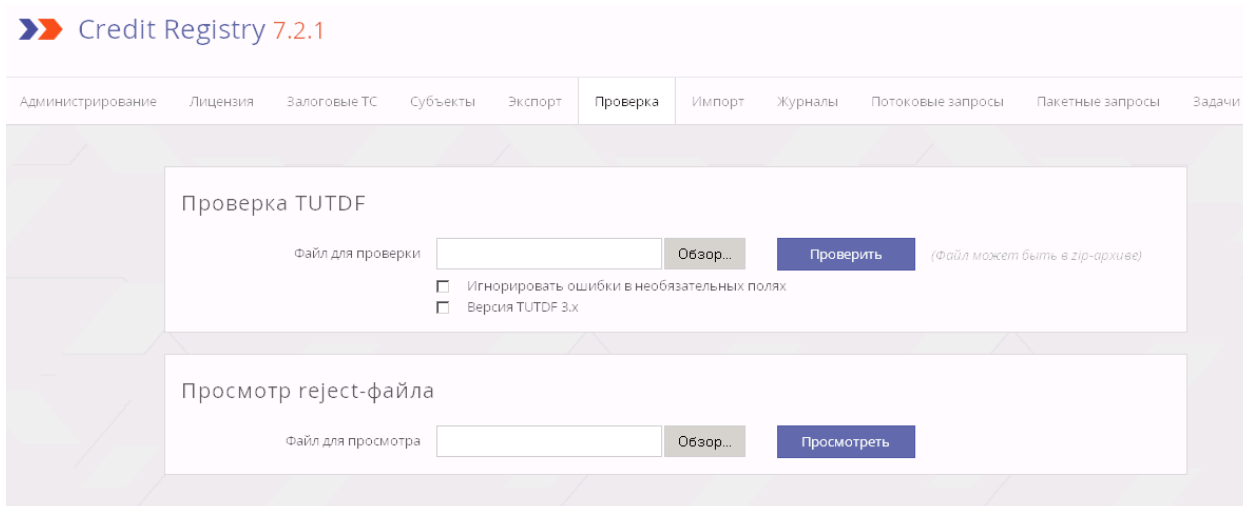 Credit Registry 7.2.1
Администрирование Лицензия Залоговые ТС Субъекты Экспорт Проверка Импорт Журналы Потоковые запросы Пакетные запросы Задачи
Проверка TUTDF
Файл для проверки Обзор... Проверить (Файл может быть в zip-архиве)
Игнорировать ошибки в необязательных полях
Версия TUTDF 3.x
Просмотр reject-файла
Файл для просмотра Обзор... Просмотреть